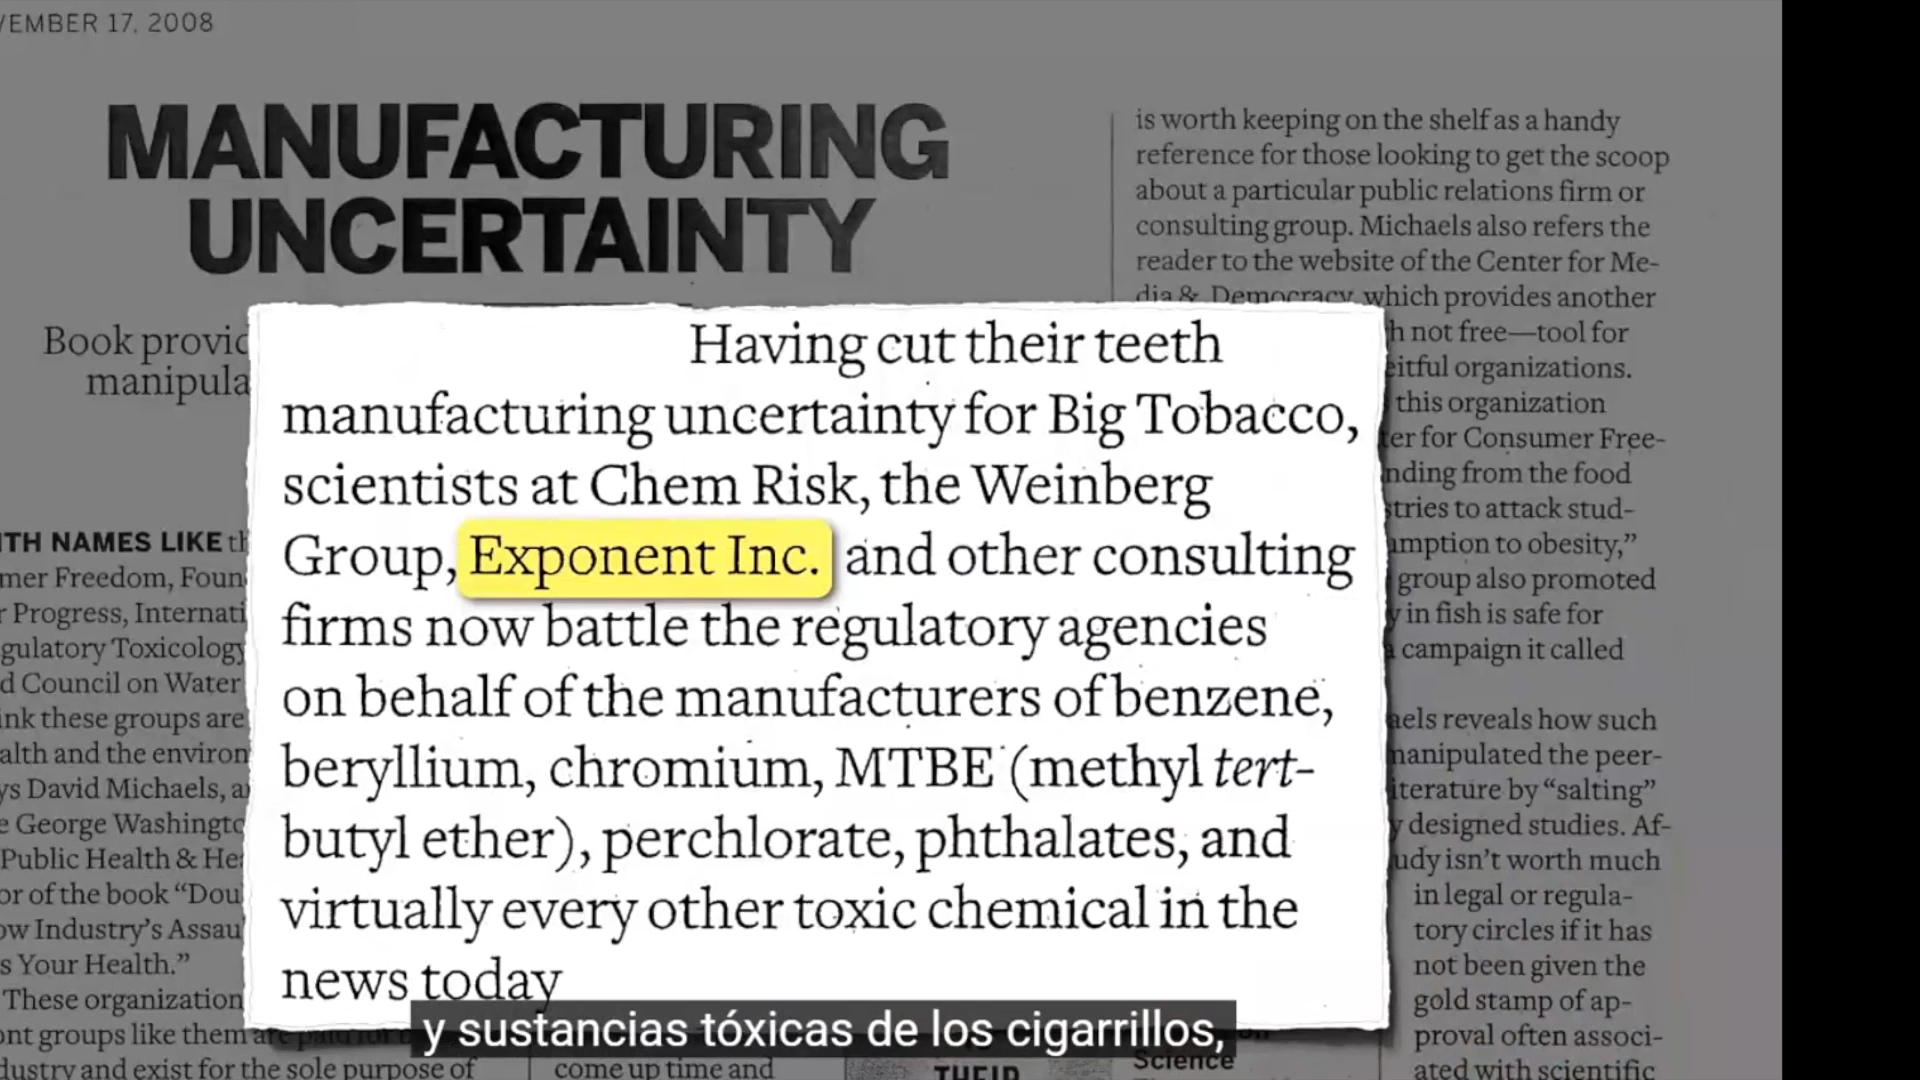 VEMBER 17, 2008
MANUFACTURING
UNCERTAINTY
Book provid
manipula
ITH NAMES LIKE
mer Freedom, Foun
r Progress, Internati
gulatory Toxicology
d Council on Water
ink these groups are
alth and the environ
ys David Michaels, a
e George Washingto
Public Health & He
or of the book “Dou
ow Industry’s Assau
s Your Health.”
These organization
ont groups like them are paid
dustry and exist for the sole purpose of
come up time and
THEIR
Science
Having cut their teeth
manufacturing uncertainty for Big Tobacco,
scientists at Chem Risk, the Weinberg
Group, Exponent Inc. and other consulting
firms now battle the regulatory agencies
on behalf of the manufacturers of benzene,
beryllium, chromium, MTBE (methyl tert-
butyl ether), perchlorate, phthalates, and
virtually every other toxic chemical in the
news today
is worth keeping on the shelf as a handy
reference for those looking to get the scoop
about a particular public relations firm or
consulting group. Michaels also refers the
reader to the website of the Center for Me-
dia & Democracy, which provides another
h not free—tool for
eitful organizations.
this organization
ter for Consumer Free-
nding from the food
stries to attack stud-
umption to obesity,”
group also promoted
y in fish is safe for
campaign it called
aels reveals how such
manipulated the peer-
iterature by “salting”
y designed studies. Af-
udy isn’t worth much
in legal or regula-
tory circles if it has
not been given the
gold stamp of ap-
proval often associ-
ated with scientific
y sustancias tóxicas de los cigarrillos,